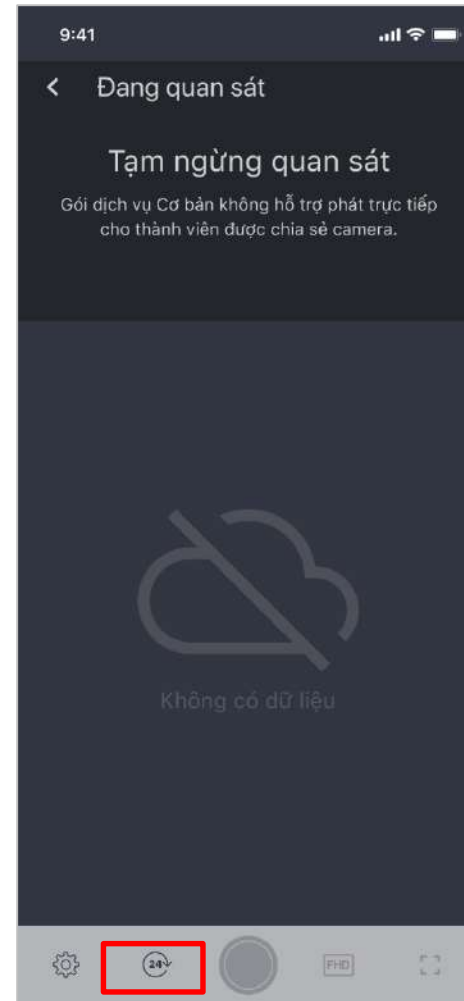 9:41
Đang quan sát
Tạm ngừng quan sát
Gói dịch vụ Cơ bản không hỗ trợ phát trực tiếp
cho thành viên được chia sẻ camera.
Không có dữ liệu
24
FHD